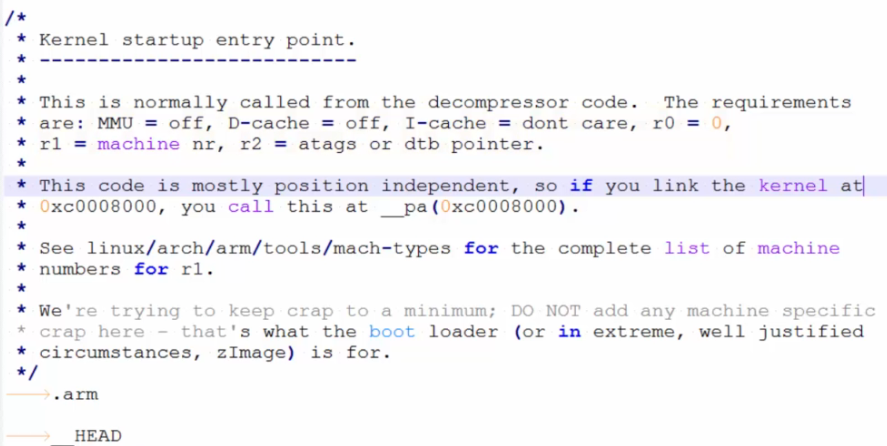 /*
 * Kernel startup entry point.
 * ---------------------------
 *
 * This is normally called from the decompressor code.  The requirements
 * are: MMU = off, D-cache = off, I-cache = dont care, r0 = 0,
 * r1 = machine nr, r2 = atags or dtb pointer.
 *
 * This code is mostly position independent, so if you link the kernel at
 * 0xc0008000, you call this at __pa(0xc0008000).
 *
 * See linux/arch/arm/tools/mach-types for the complete list of machine
 * numbers for r1.
 *
 * We're trying to keep crap to a minimum; DO NOT add any machine specific
 * crap here - that's what the boot loader (or in extreme, well justified
 * circumstances, zImage) is for.
 */
.arm
__HEAD